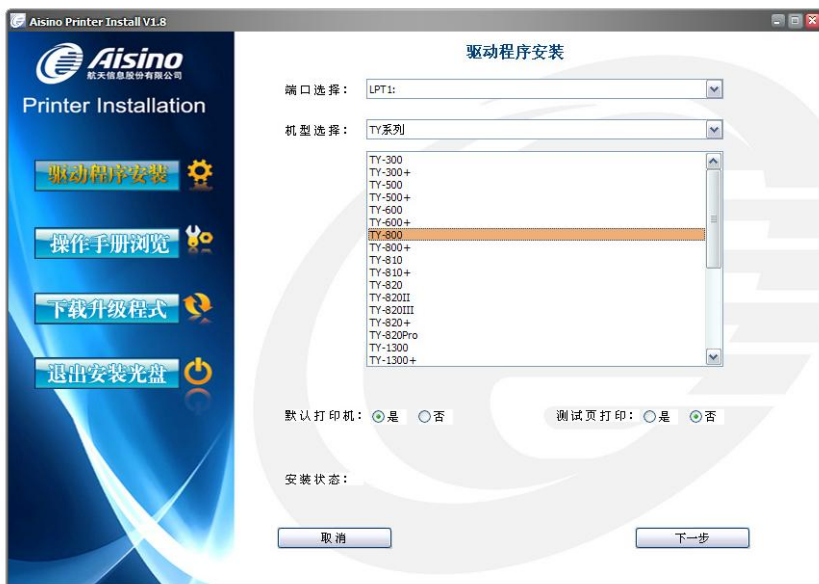 Aisino Printer Install V1.8
Aisino
航天信息股份有限公司
Printer Installation
驱动程序安装
操作手册浏览
下载升级程式
退出安装光盘
驱动程序安装
端口选择： LPT1:
机型选择： TY系列
TY-300
TY-300+
TY-500
TY-500+
TY-600
TY-600+
TY-800
TY-800+
TY-810
TY-810+
TY-820
TY-820II
TY-820III
TY-820+
TY-820Pro
TY-1300
TY-1300+
默认打印机： 是 否 测试页打印： 是 否
安装状态：
取消 下一步